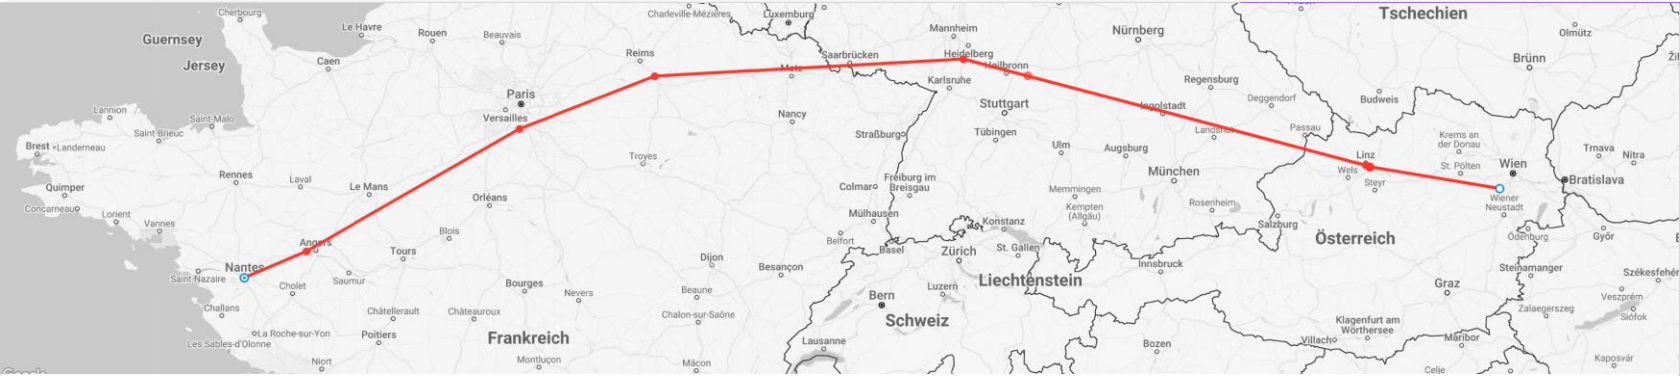 Cherbourg
Le Havre
Rouen
Beauvais
Charleville-Mézières
Luxemburg
Mannheim
Nürnberg
Tschechien
Olmütz
Guernsey
Jersey
Caen
Reims
Metz
Saarbrücken
Heidelberg
Heilbronn
Karlsruhe
Regensburg
Brünn
Paris
Versailles
Lannion
Saint-Malo
Saint-Brieuc
Brest
Landerneau
Nancy
Straßburg
Stuttgart
Tübingen
Ingolstadt
Landshut
Deggendorf
Passau
Budweis
Krems an
der Donau
Trnava
Nitra
Rennes
Laval
Le Mans
Troyes
Ulm
Augsburg
München
Linz
Wels
Steyr
St. Pölten
Wien
Bratislava
Quimper
Concarneau
Lorient
Vannes
Orléans
Colmar
Freiburg im
Breisgau
Memmingen
Kempten
(Allgäu)
Rosenheim
Salzburg
Wiener
Neustadt
Mülhausen
Belfort
Basel
Konstanz
Zürich
St. Gallen
Österreich
Ödenburg
Győr
Angers
Tours
Blois
Nantes
Saint-Nazaire
Cholet
Saumur
Bourges
Nevers
Dijon
Besançon
Beaune
Liechtenstein
Innsbruck
Graz
Steinamanger
Székesfehér
Veszprém
Siófok
Zalaegerszeg
Challans
La Roche-sur-Yon
Les Sables-d'Olonne
Niort
Châtellerault
Poitiers
Châteauroux
Frankreich
Montluçon
Chalon-sur-Saône
Mâcon
Bern
Luzern
Schweiz
Lausanne
Bozen
Villach
Klagenfurt am
Wörthersee
Maribor
Celje
Kaposvár
Google